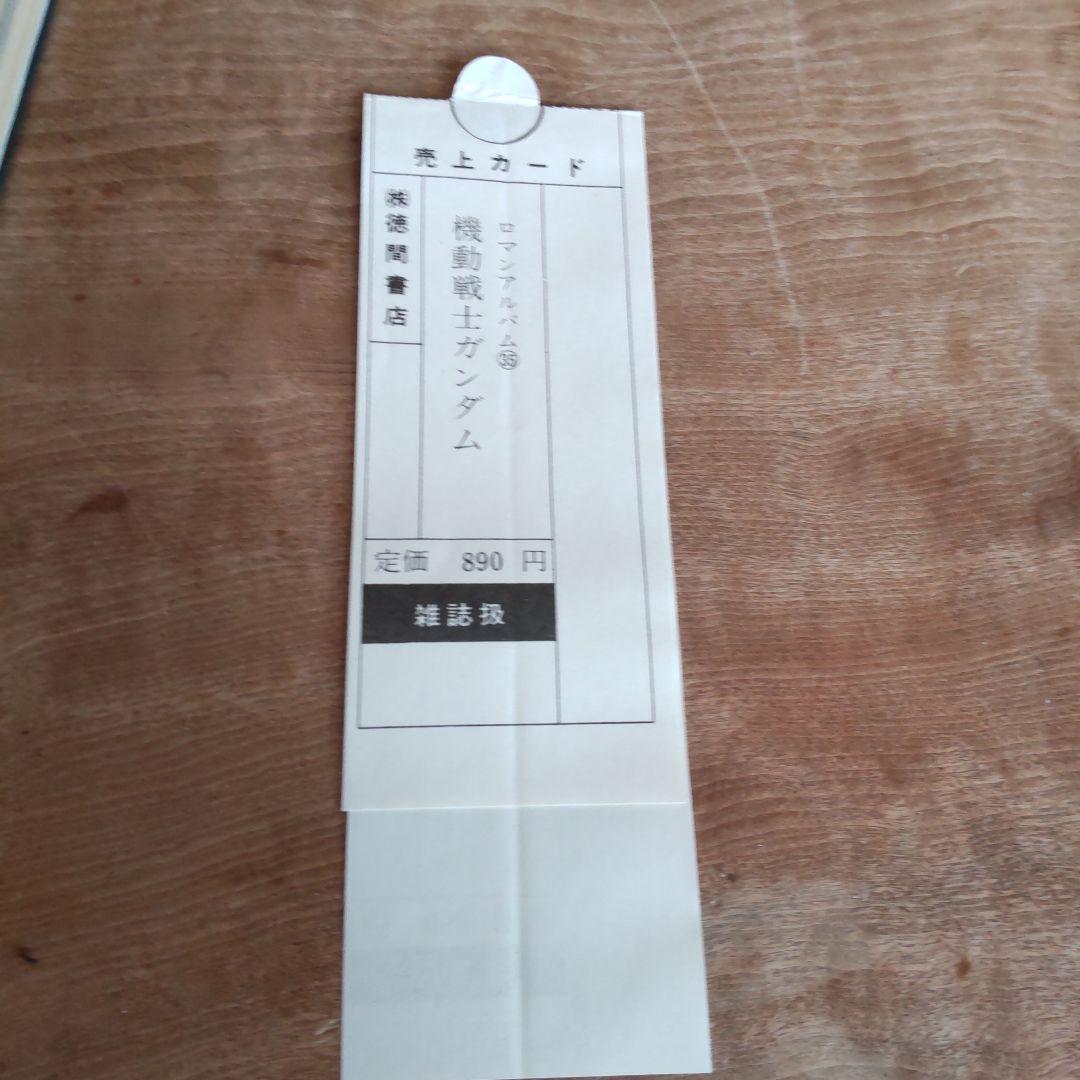 売上カード
ロマンアルバム㉟
機動戦士ガンダム
㈱徳間書店
定価 890 円
雑誌扱